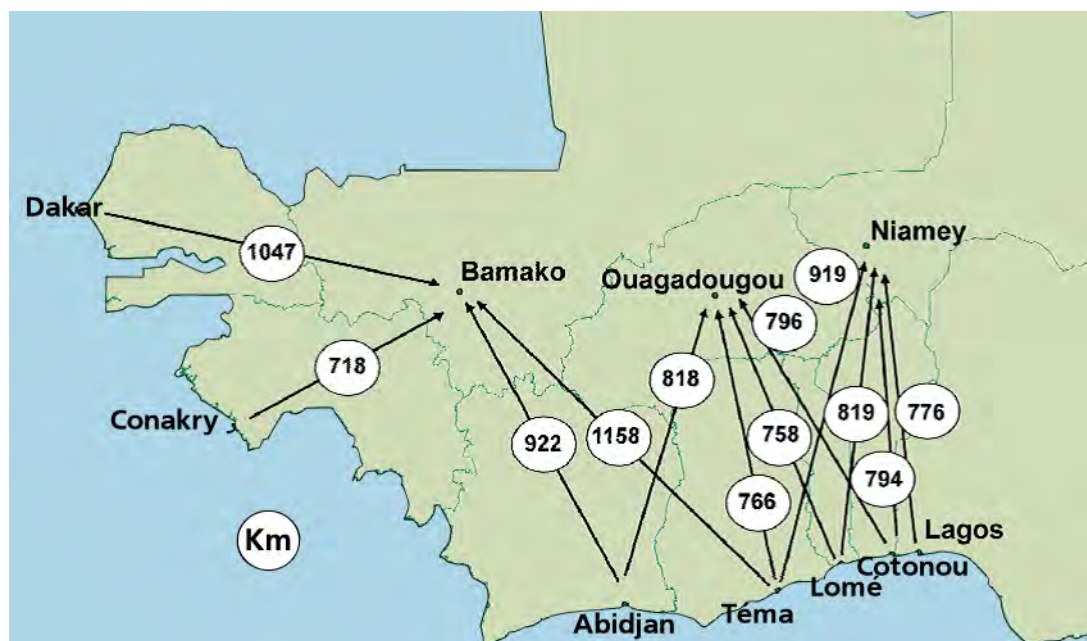 Niamey
Dakar
1047
Bamako
Ouagadougou
919
796
718
818
Conakry
922
1158
758
819
776
766
794
Km
Lagos
Cotonou
Lomé
Téma
Abidjan